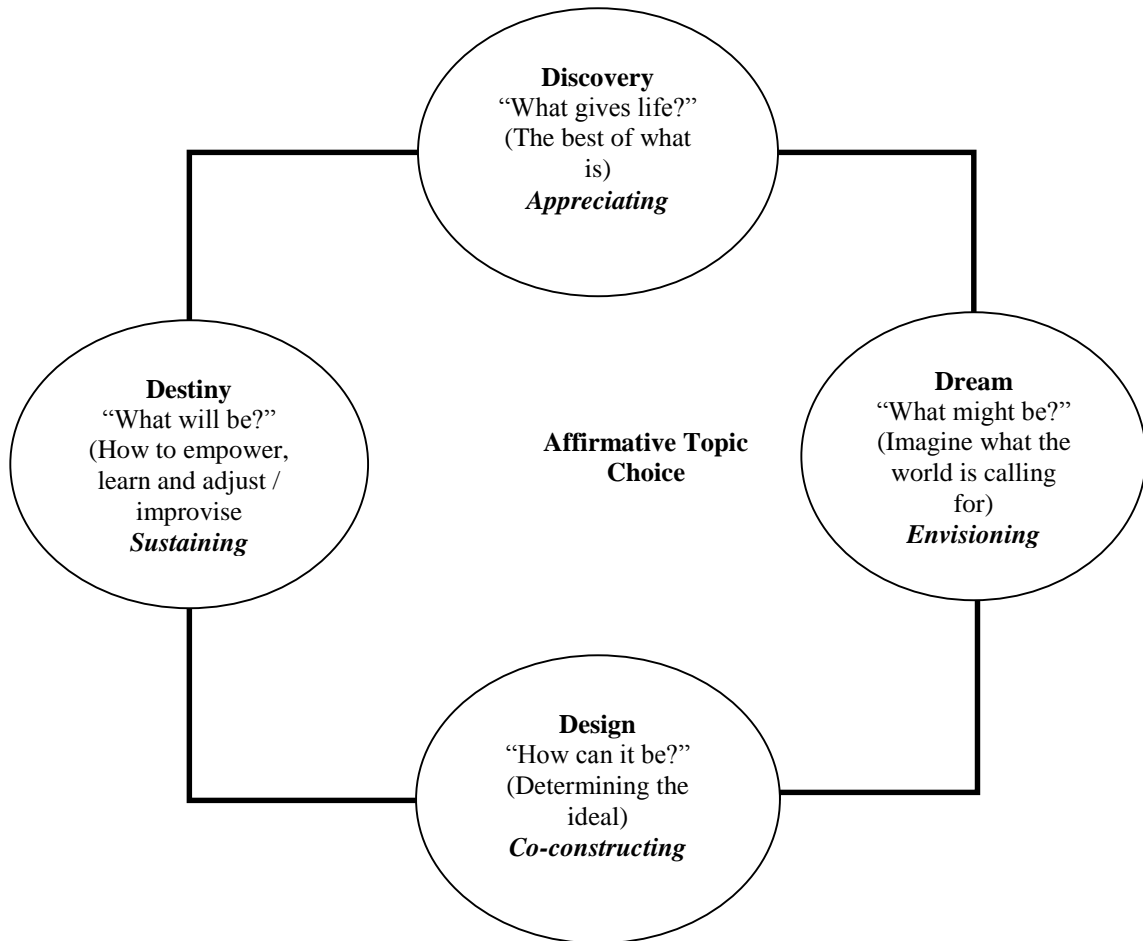 Discovery
“What gives life?”
(The best of what
is)
Appreciating
Destiny
“What will be?”
(How to empower,
learn and adjust /
improvise
Sustaining
Affirmative Topic
Choice
Dream
“What might be?”
(Imagine what the
world is calling
for)
Envisioning
Design
“How can it be?”
(Determining the
ideal)
Co-constructing